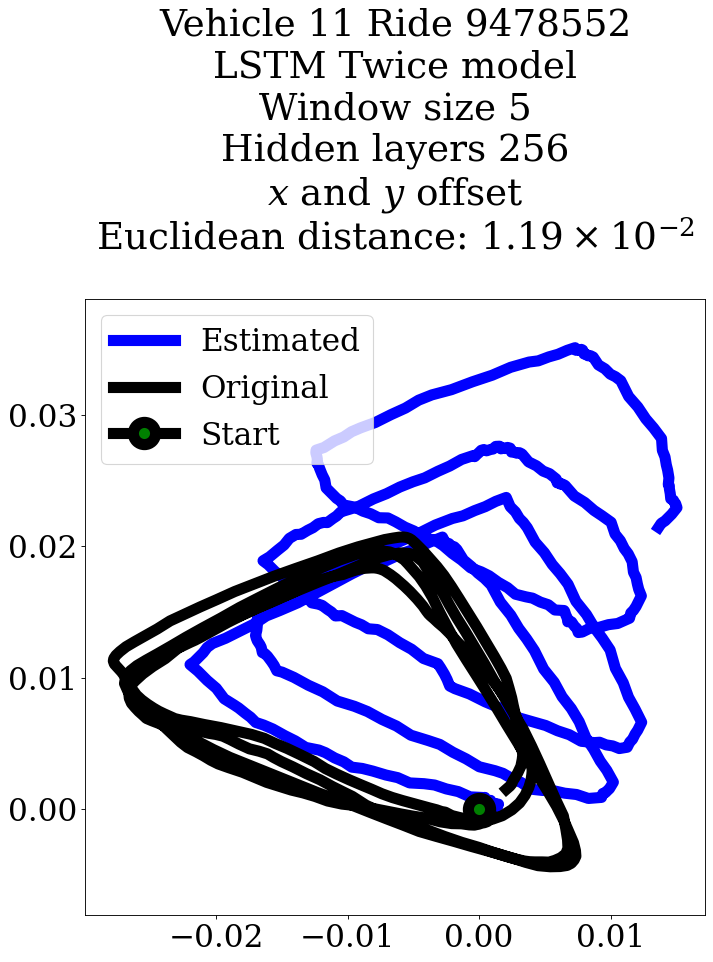 Vehicle 11 Ride 9478552
LSTM Twice model
Window size 5
Hidden layers 256
x and y offset
Euclidean distance: 1.19 × 10⁻²
Estimated
Original
Start
0.03
0.02
0.01
0.00
−0.02
−0.01
0.00
0.01